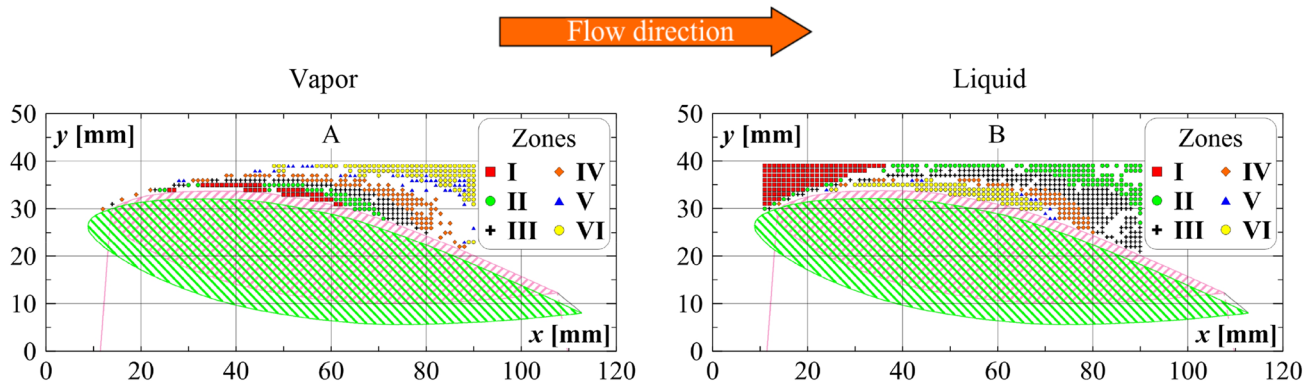 Flow direction
Vapor
Liquid
50
40
30
20
10
0
y [mm]
A
Zones
I
IV
II
V
III
VI
x [mm]
0
20
40
60
80
100
120
50
40
30
20
10
0
y [mm]
B
Zones
I
IV
II
V
III
VI
x [mm]
0
20
40
60
80
100
120